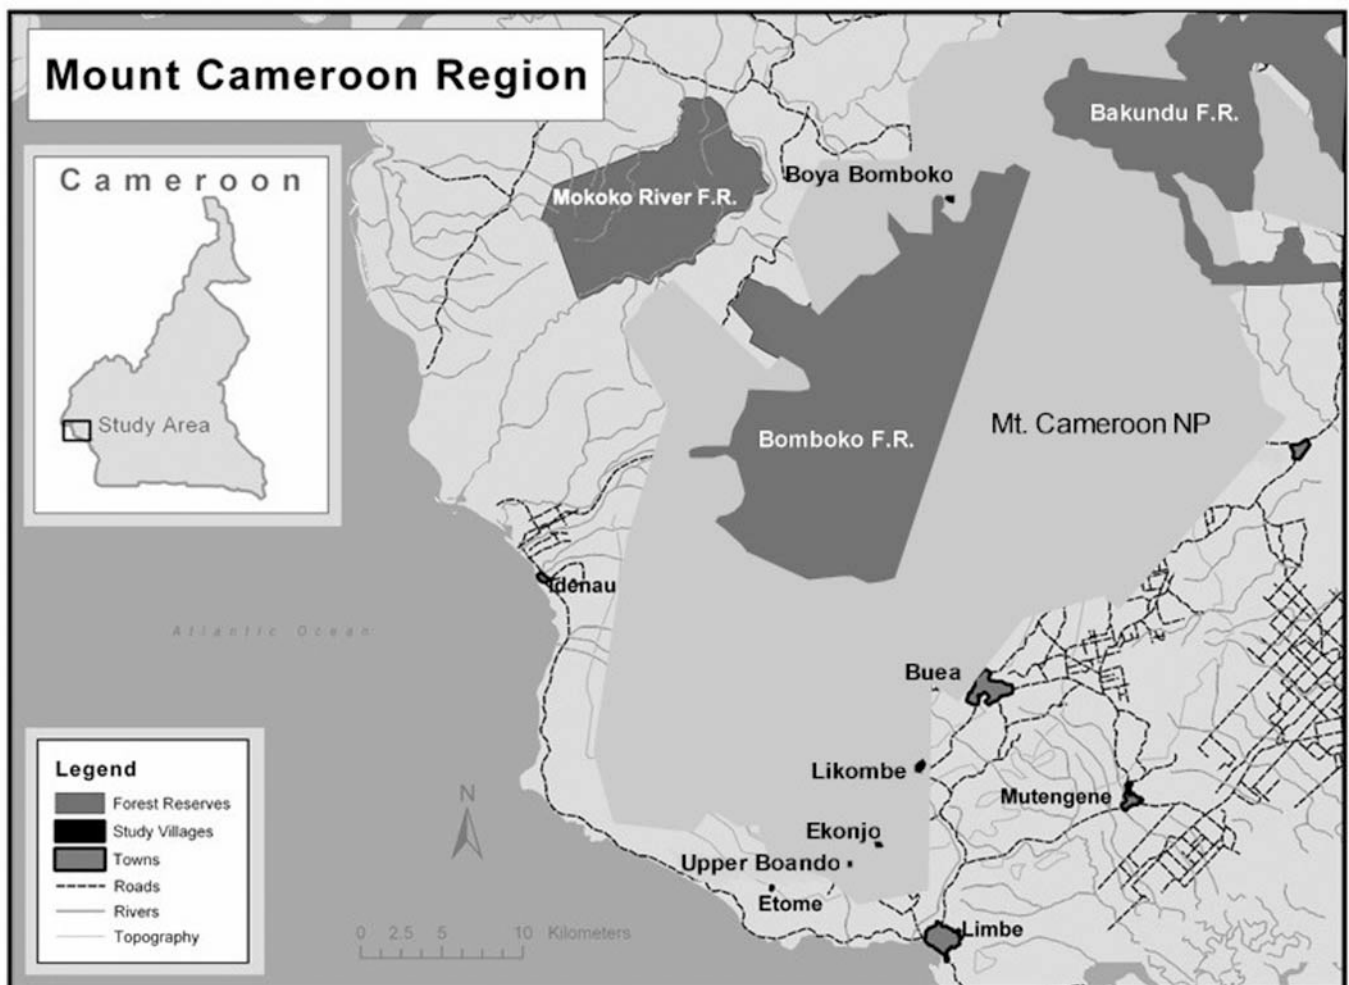 Mount Cameroon Region
Cameroon
Study Area
Mokoko River F.R.
Boya Bomboko
Bakundu F.R.
Mt. Cameroon NP
Bomboko F.R.
Idenau
Atlantic Ocean
Buea
Likombe
Mutengene
Ekonjo
Upper Boando
Etome
Limbe
Legend
Forest Reserves
Study Villages
Towns
Roads
Rivers
Topography
N
0 2.5 5 10 Kilometers